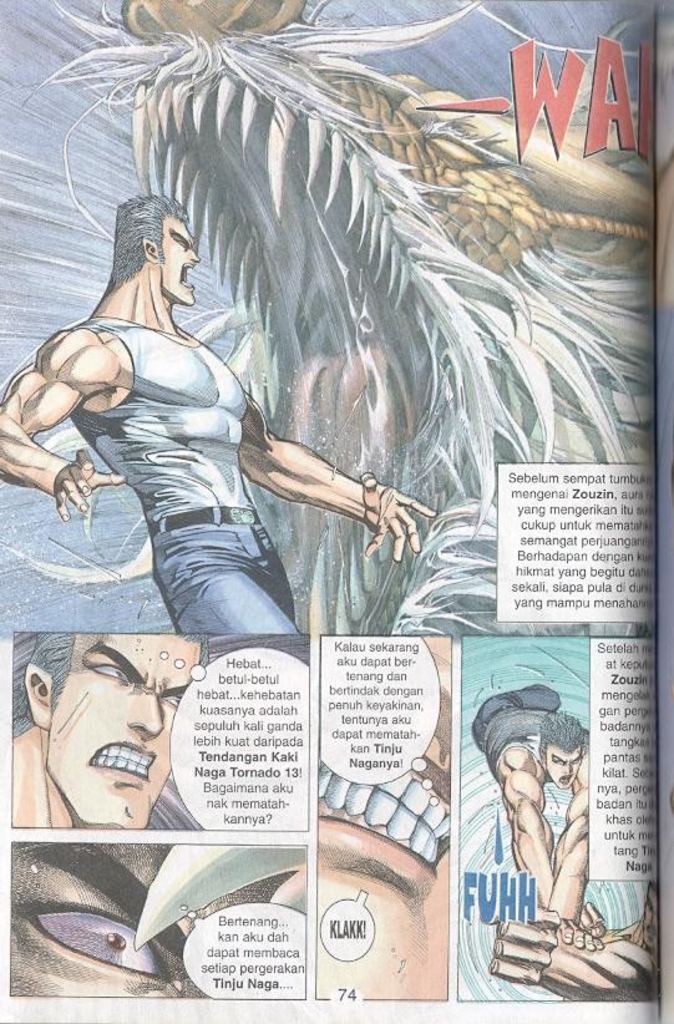 -WA
Sebelum sempat
mengenai Zouzin, aura
yang mengerikan itu
cukup untuk
semangat
Berhadapan dengan
hikmat yang begitu
sekali, siapa pula di
yang mampu
Hebat...
betul-betul
hebat...kehebatan
kuasanya adalah
sepuluh kali ganda
lebih kuat daripada
Tendangan Kaki
Naga Tornado 13!
Bagaimana aku
nak mematah-
kannya?
Bertenang...
kan aku dah
dapat membaca
setiap pergerakan
Tinju Naga....
Kalau sekarang
aku dapat ber-
tenang dan
bertindak dengan
penuh keyakinan,
tentunya aku
dapat mematah-
kan Tinju
Naganya!
KLAKK!
Setelah
at
Zouzin
badannya
pantas
kilat.
nya,
badan itu
khas
untuk
tang
Naga
FUHH
74